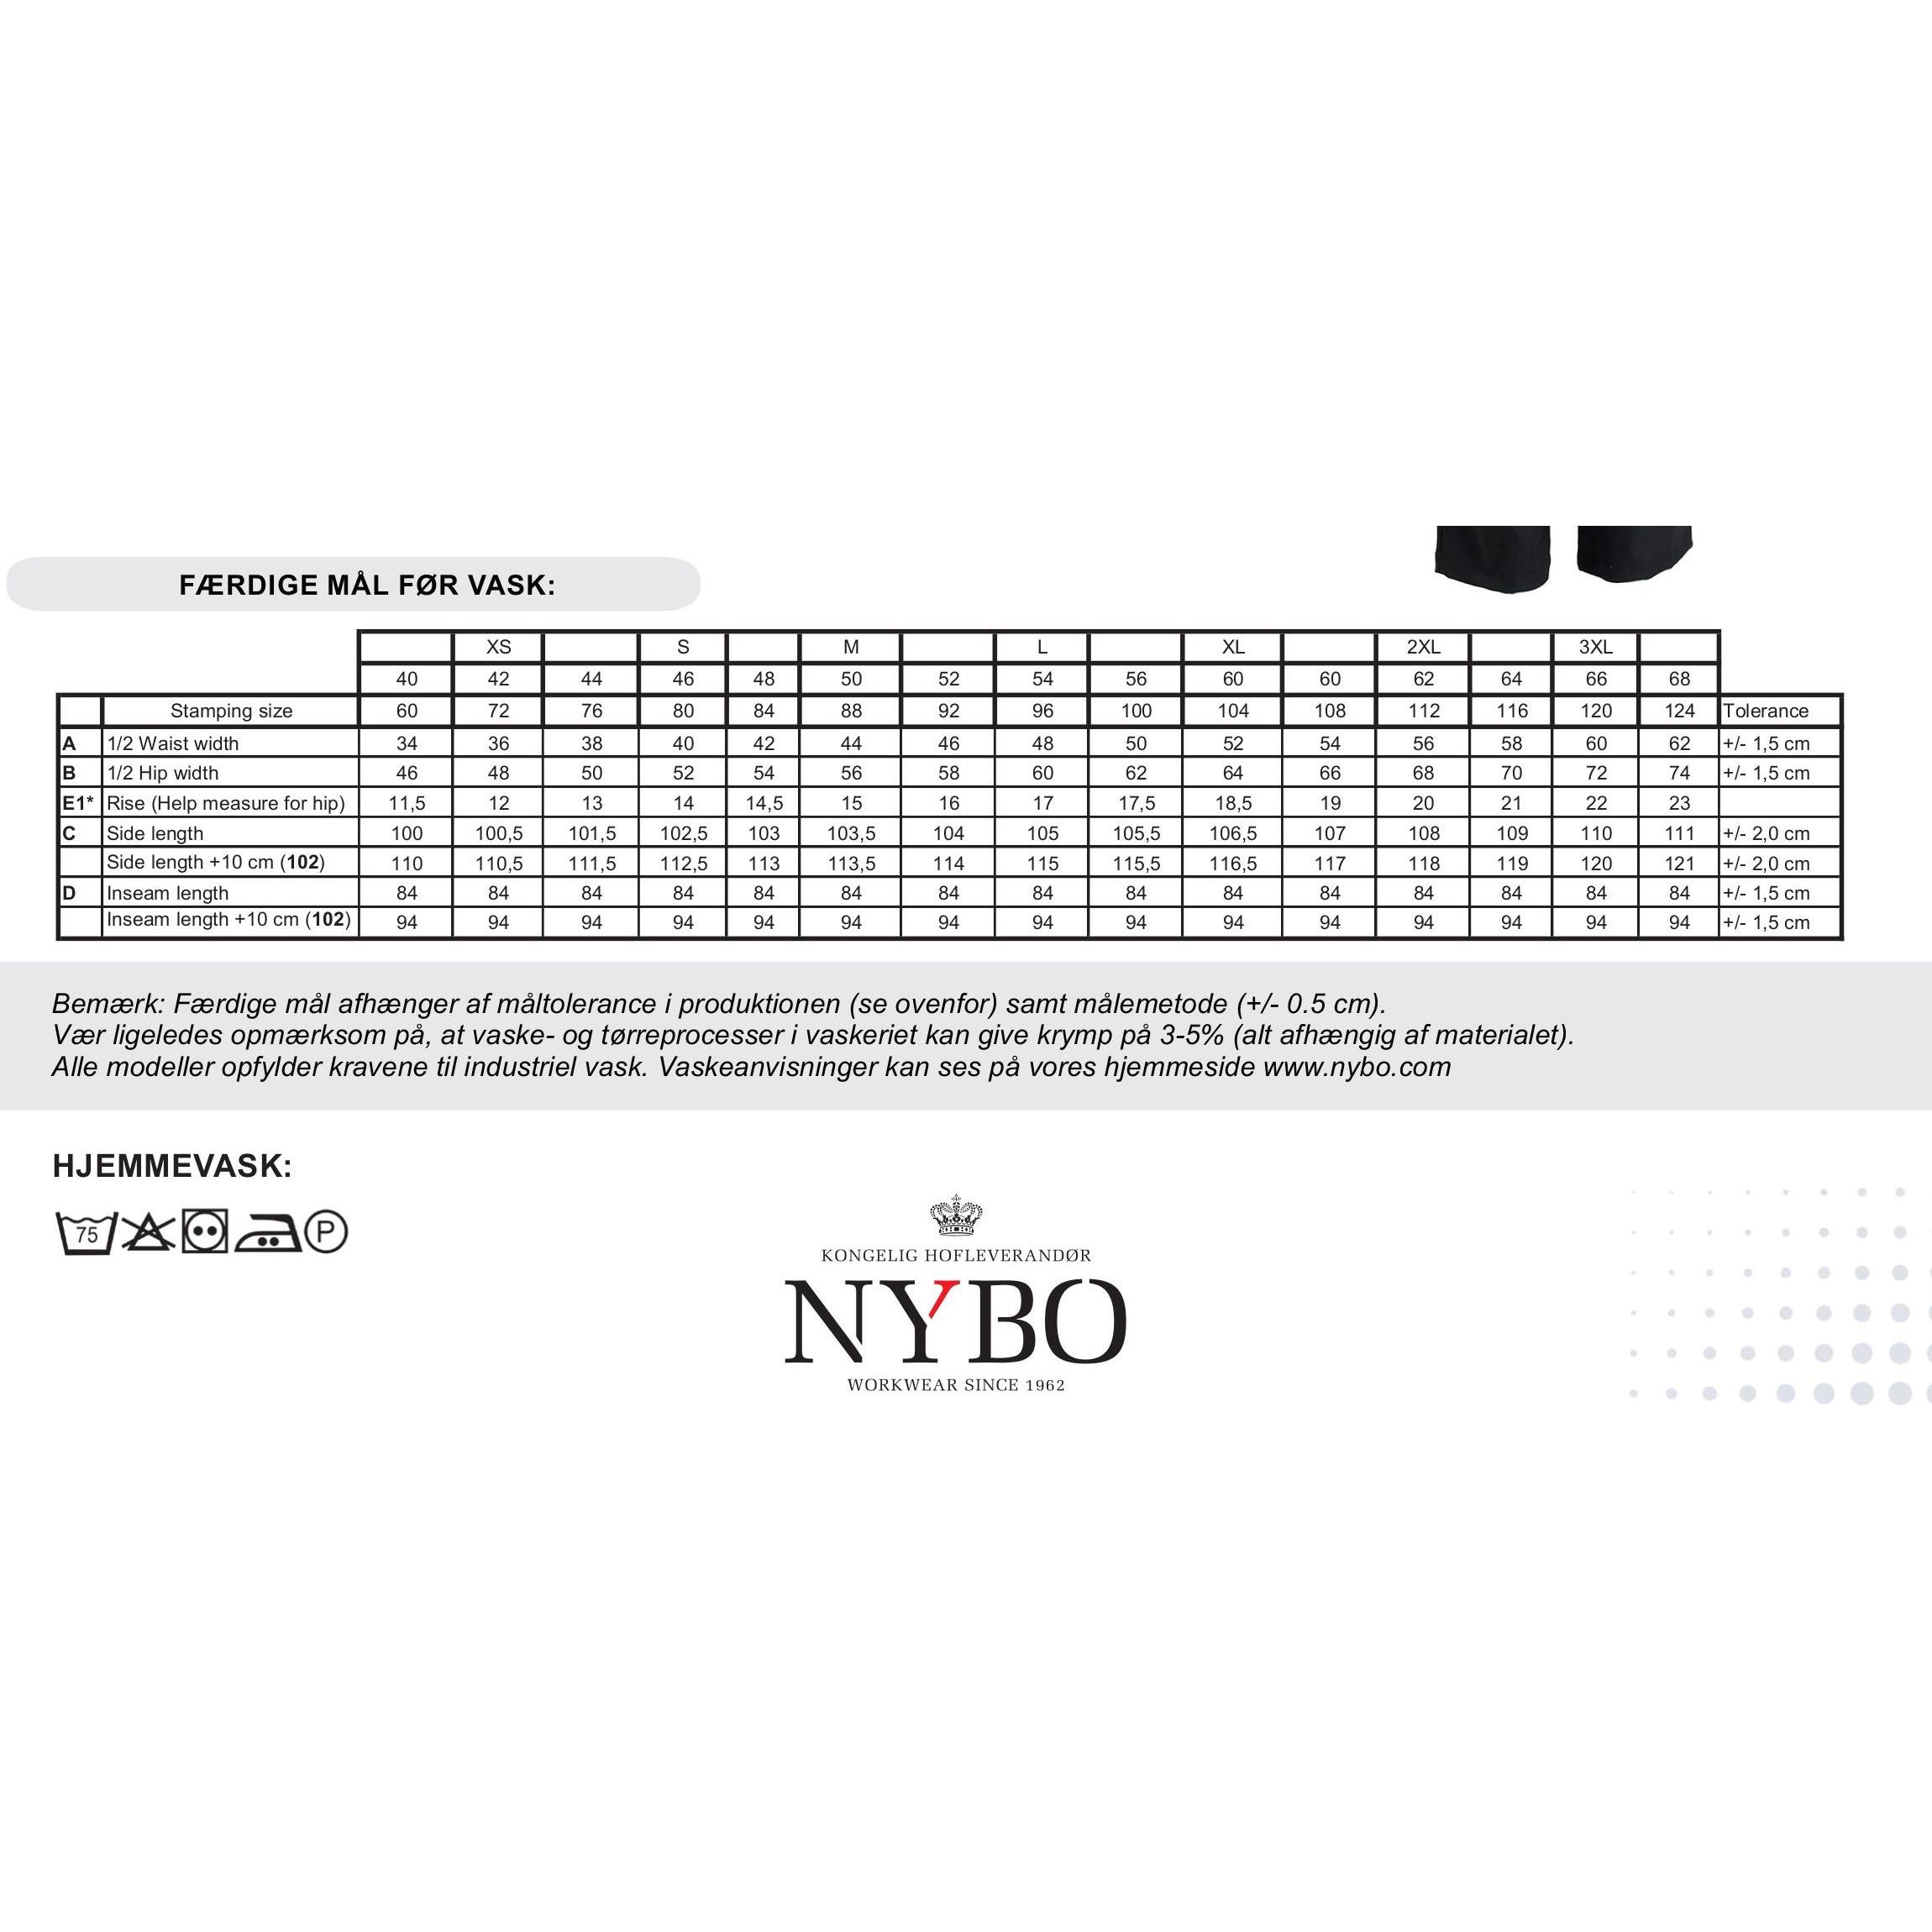 FÆRDIGE MÅL FØR VASK:
XS S M L XL 2XL 3XL
40 42 44 46 48 50 52 54 56 60 60 62 64 66 68
Stamping size 60 72 76 80 84 88 92 96 100 104 108 112 116 120 124 Tolerance
A 1/2 Waist width 34 36 38 40 42 44 46 48 50 52 54 56 58 60 62 +/- 1,5 cm
B 1/2 Hip width 46 48 50 52 54 56 58 60 62 64 66 68 70 72 74 +/- 1,5 cm
E1* Rise (Help measure for hip) 11,5 12 13 14 14,5 15 16 17 17,5 18,5 19 20 21 22 23
C Side length 100 100,5 101,5 102,5 103 103,5 104 105 105,5 106,5 107 108 109 110 111 +/- 2,0 cm
Side length +10 cm (102) 110 110,5 111,5 112,5 113 113,5 114 115 115,5 116,5 117 118 119 120 121 +/- 2,0 cm
D Inseam length 84 84 84 84 84 84 84 84 84 84 84 84 84 84 84 +/- 1,5 cm
Inseam length +10 cm (102) 94 94 94 94 94 94 94 94 94 94 94 94 94 94 94 +/- 1,5 cm
Bemærk: Færdige mål afhænger af måltolerance i produktionen (se ovenfor) samt målemetode (+/- 0.5 cm).
Vær ligeledes opmærksom på, at vaske- og tørreprocesser i vaskeriet kan give krymp på 3-5% (alt afhængig af materialet).
Alle modeller opfylder kravene til industriel vask. Vaskeanvisninger kan ses på vores hjemmeside www.nybo.com
HJEMMEVASK:
75 P
KONGELIG HOFLEVERANDØR
NYBO
WORKWEAR SINCE 1962